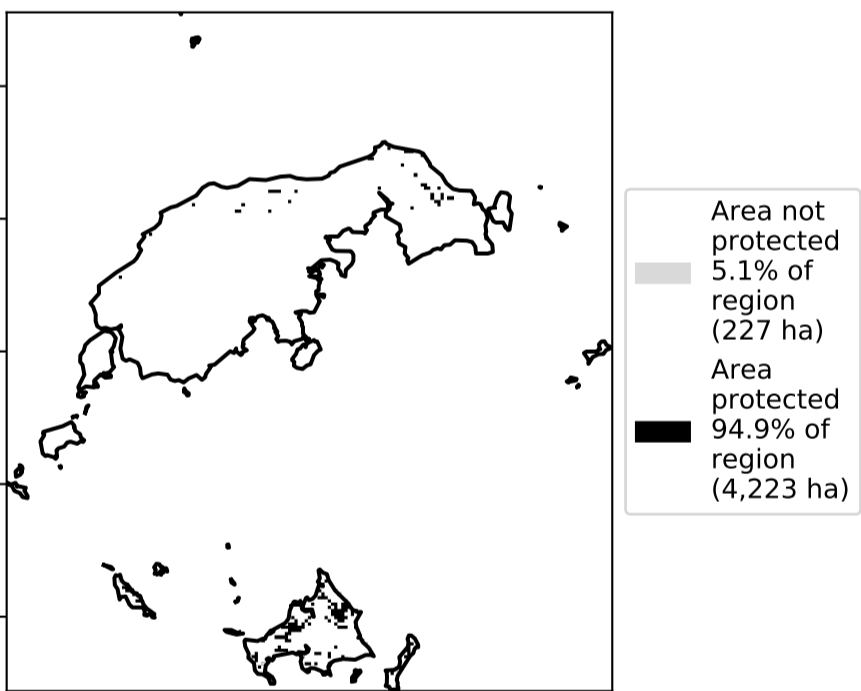 Area not
protected
5.1% of
region
(227 ha)
Area
protected
94.9% of
region
(4,223 ha)